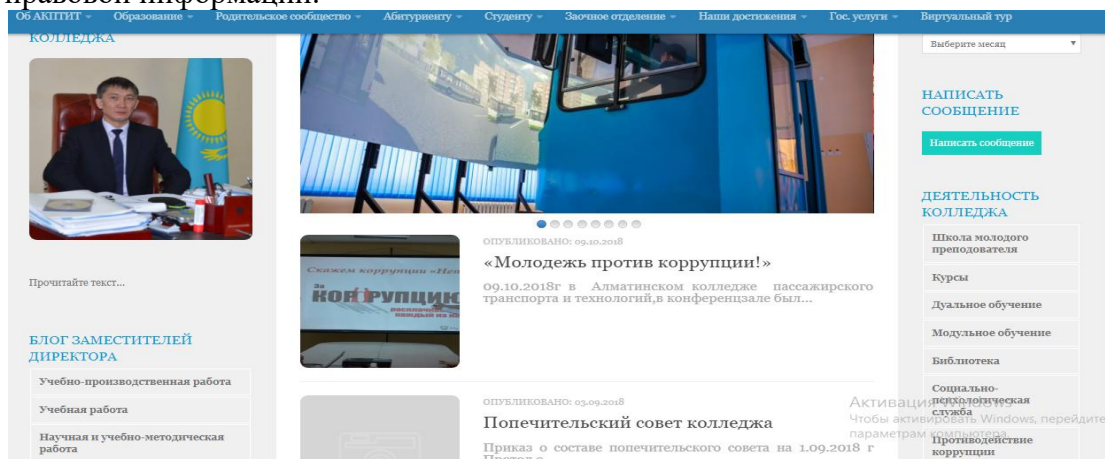 правовой информации.
Об АКПТИТ Образование Родительское сообщество Абитуриенту Студенту Заочное отделение Наши достижения Гос. услуги Виртуальный тур
КОЛЛЕДЖА
Прочитайте текст...
БЛОГ ЗАМЕСТИТЕЛЕЙ
ДИРЕКТОРА
Учебно-производственная работа
Учебная работа
Научная и учебно-методическая
работа
Скажем коррупции «Нет
За
КОРРУПЦИЮ
каждый
ОПУБЛИКОВАНО: 09.10.2018
«Молодежь против коррупции!»
09.10.2018г в Алматинском колледже пассажирского
транспорта и технологий,в конференцзале был...
ОПУБЛИКОВАНО: 03.09.2018
Попечительский совет колледжа
Приказ о составе попечительского совета на 1.09.2018 г
Выберите месяц
НАПИСАТЬ
СООБЩЕНИЕ
Написать сообщение
ДЕЯТЕЛЬНОСТЬ
КОЛЛЕДЖА
Школа молодого
преподователя
Курсы
Дуальное обучение
Модульное обучение
Библиотека
Социально-
психологическая
служба
Противодействие
коррупции
Активация Windows
Чтобы активировать Windows, перейдите
параметрам компьютера.